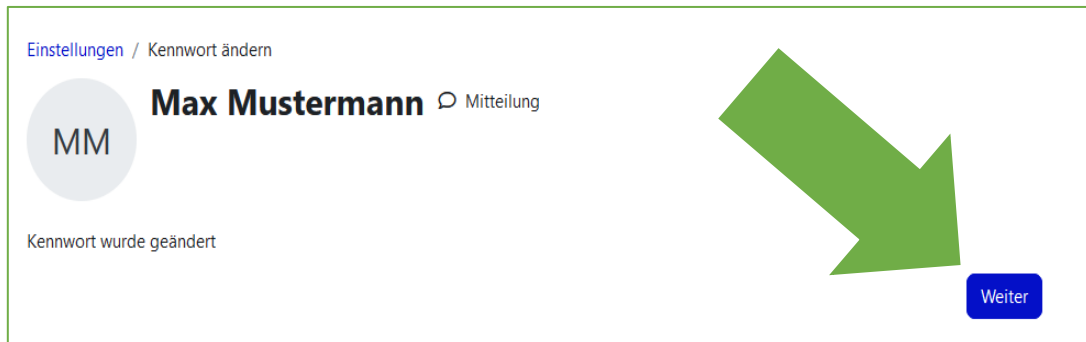 Einstellungen / Kennwort ändern
Max Mustermann Mitteilung
MM
Kennwort wurde geändert
Weiter